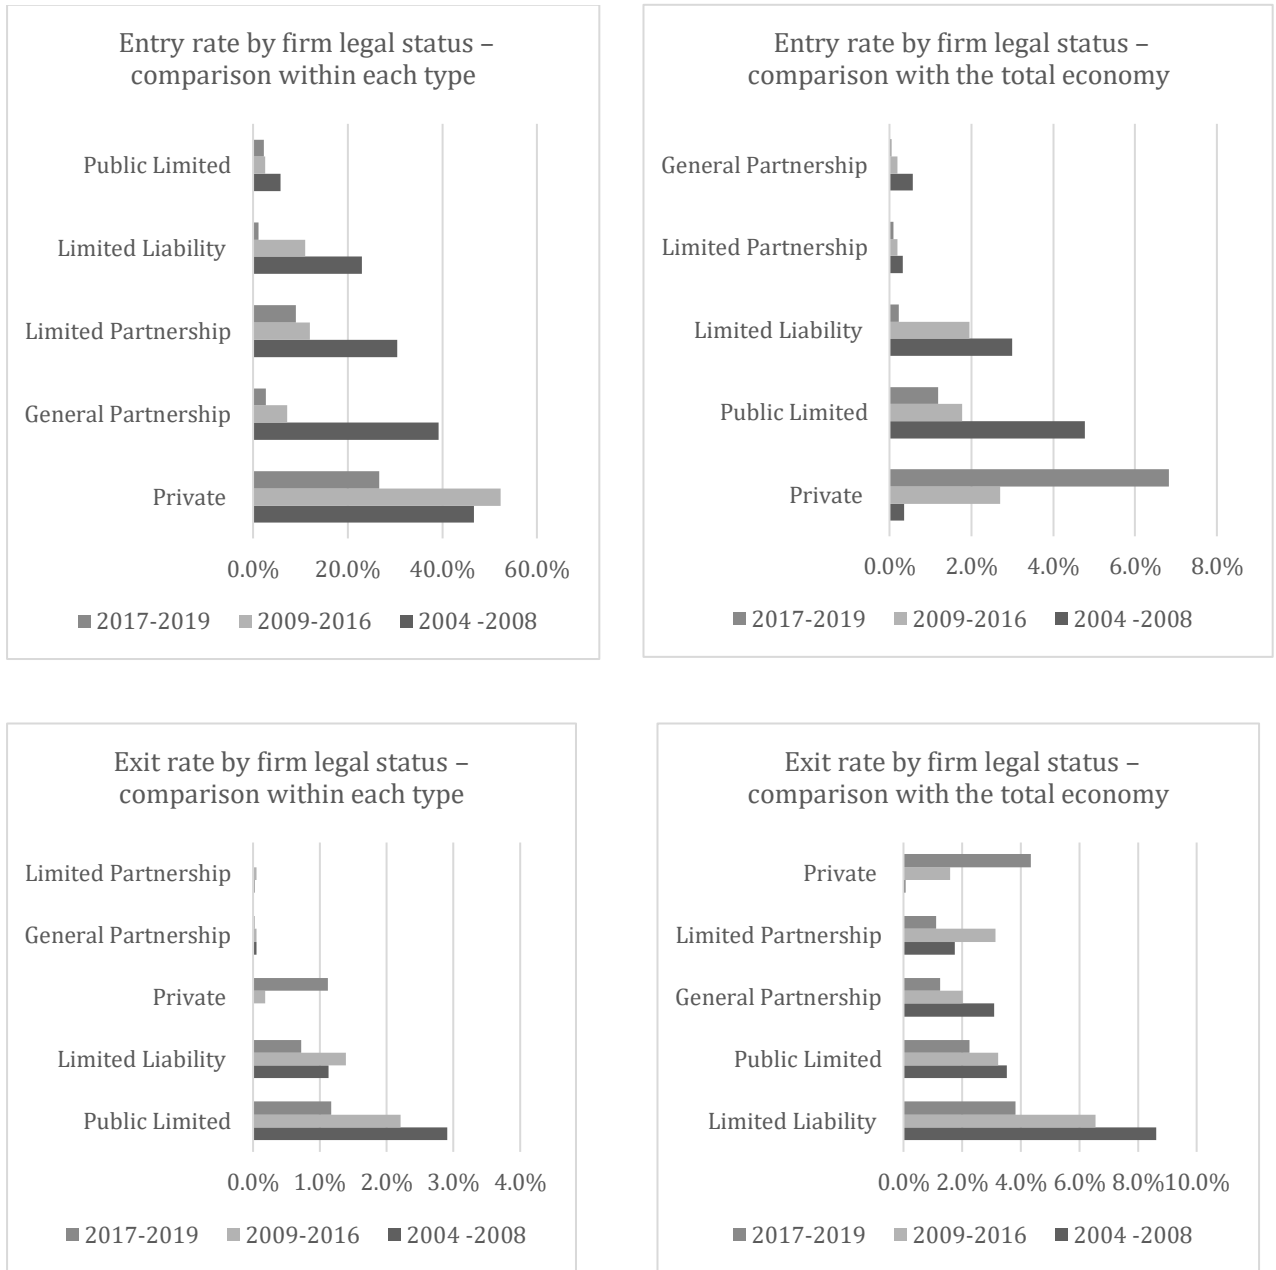 Entry rate by firm legal status –
comparison within each type
Public Limited
Limited Liability
Limited Partnership
General Partnership
Private
0.0% 20.0% 40.0% 60.0%
2017-2019 2009-2016 2004 -2008
Entry rate by firm legal status –
comparison with the total economy
General Partnership
Limited Partnership
Limited Liability
Public Limited
Private
0.0% 2.0% 4.0% 6.0% 8.0%
2017-2019 2009-2016 2004 -2008
Exit rate by firm legal status –
comparison within each type
Limited Partnership
General Partnership
Private
Limited Liability
Public Limited
0.0% 1.0% 2.0% 3.0% 4.0%
2017-2019 2009-2016 2004 -2008
Exit rate by firm legal status –
comparison with the total economy
Private
Limited Partnership
General Partnership
Public Limited
Limited Liability
0.0% 2.0% 4.0% 6.0% 8.0%10.0%
2017-2019 2009-2016 2004 -2008